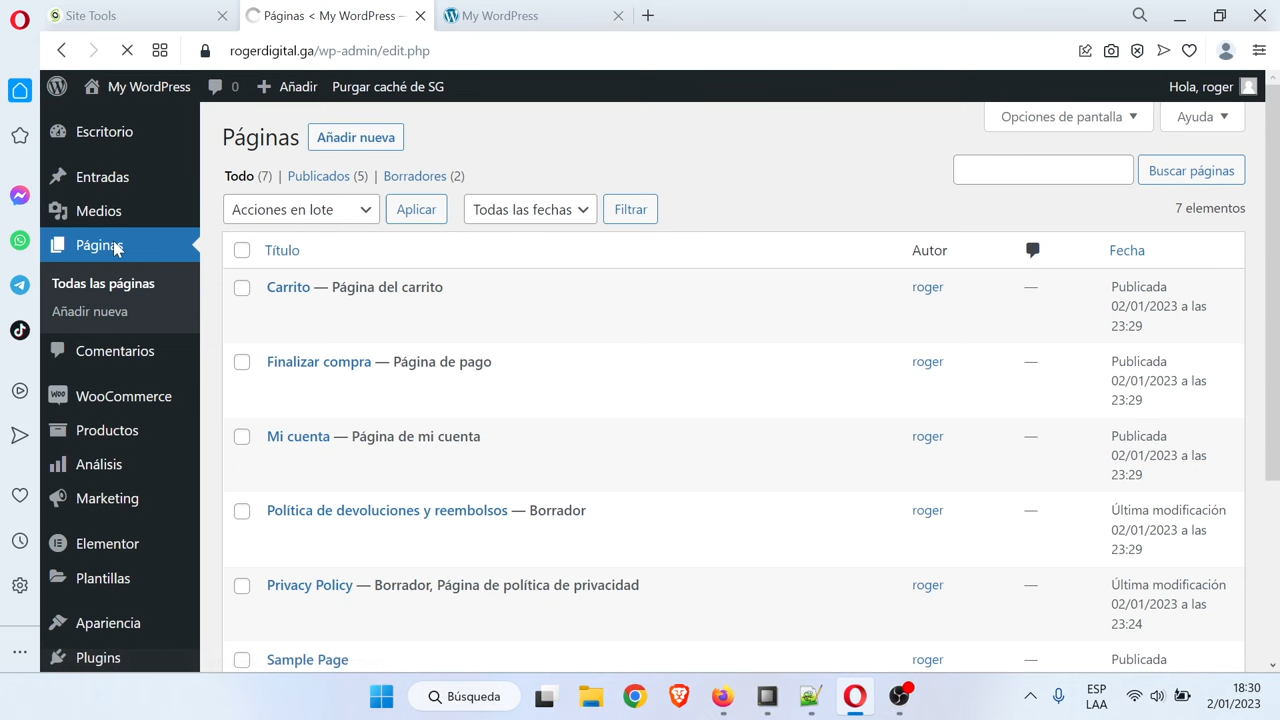 Site Tools
Páginas < My WordPress —
My WordPress
rogerdigital.ga/wp-admin/edit.php
My WordPress
0
Añadir
Purgar caché de SG
Hola, roger
Escritorio
Entradas
Medios
Páginas
Todas las páginas
Añadir nueva
Comentarios
WooCommerce
Productos
Análisis
Marketing
Elementor
Plantillas
Apariencia
Plugins
Opciones de pantalla
Ayuda
Páginas
Añadir nueva
Todo (7) | Publicados (5) | Borradores (2)
Buscar páginas
Acciones en lote
Aplicar
Todas las fechas
Filtrar
7 elementos
Título
Autor
Fecha
Carrito — Página del carrito
roger
—
Publicada
02/01/2023 a las
23:29
Finalizar compra — Página de pago
roger
—
Publicada
02/01/2023 a las
23:29
Mi cuenta — Página de mi cuenta
roger
—
Publicada
02/01/2023 a las
23:29
Política de devoluciones y reembolsos — Borrador
roger
—
Última modificación
02/01/2023 a las
23:29
Privacy Policy — Borrador, Página de política de privacidad
roger
—
Última modificación
02/01/2023 a las
23:24
Sample Page
roger
—
Publicada
Búsqueda
ESP
LAA
18:30
2/01/2023